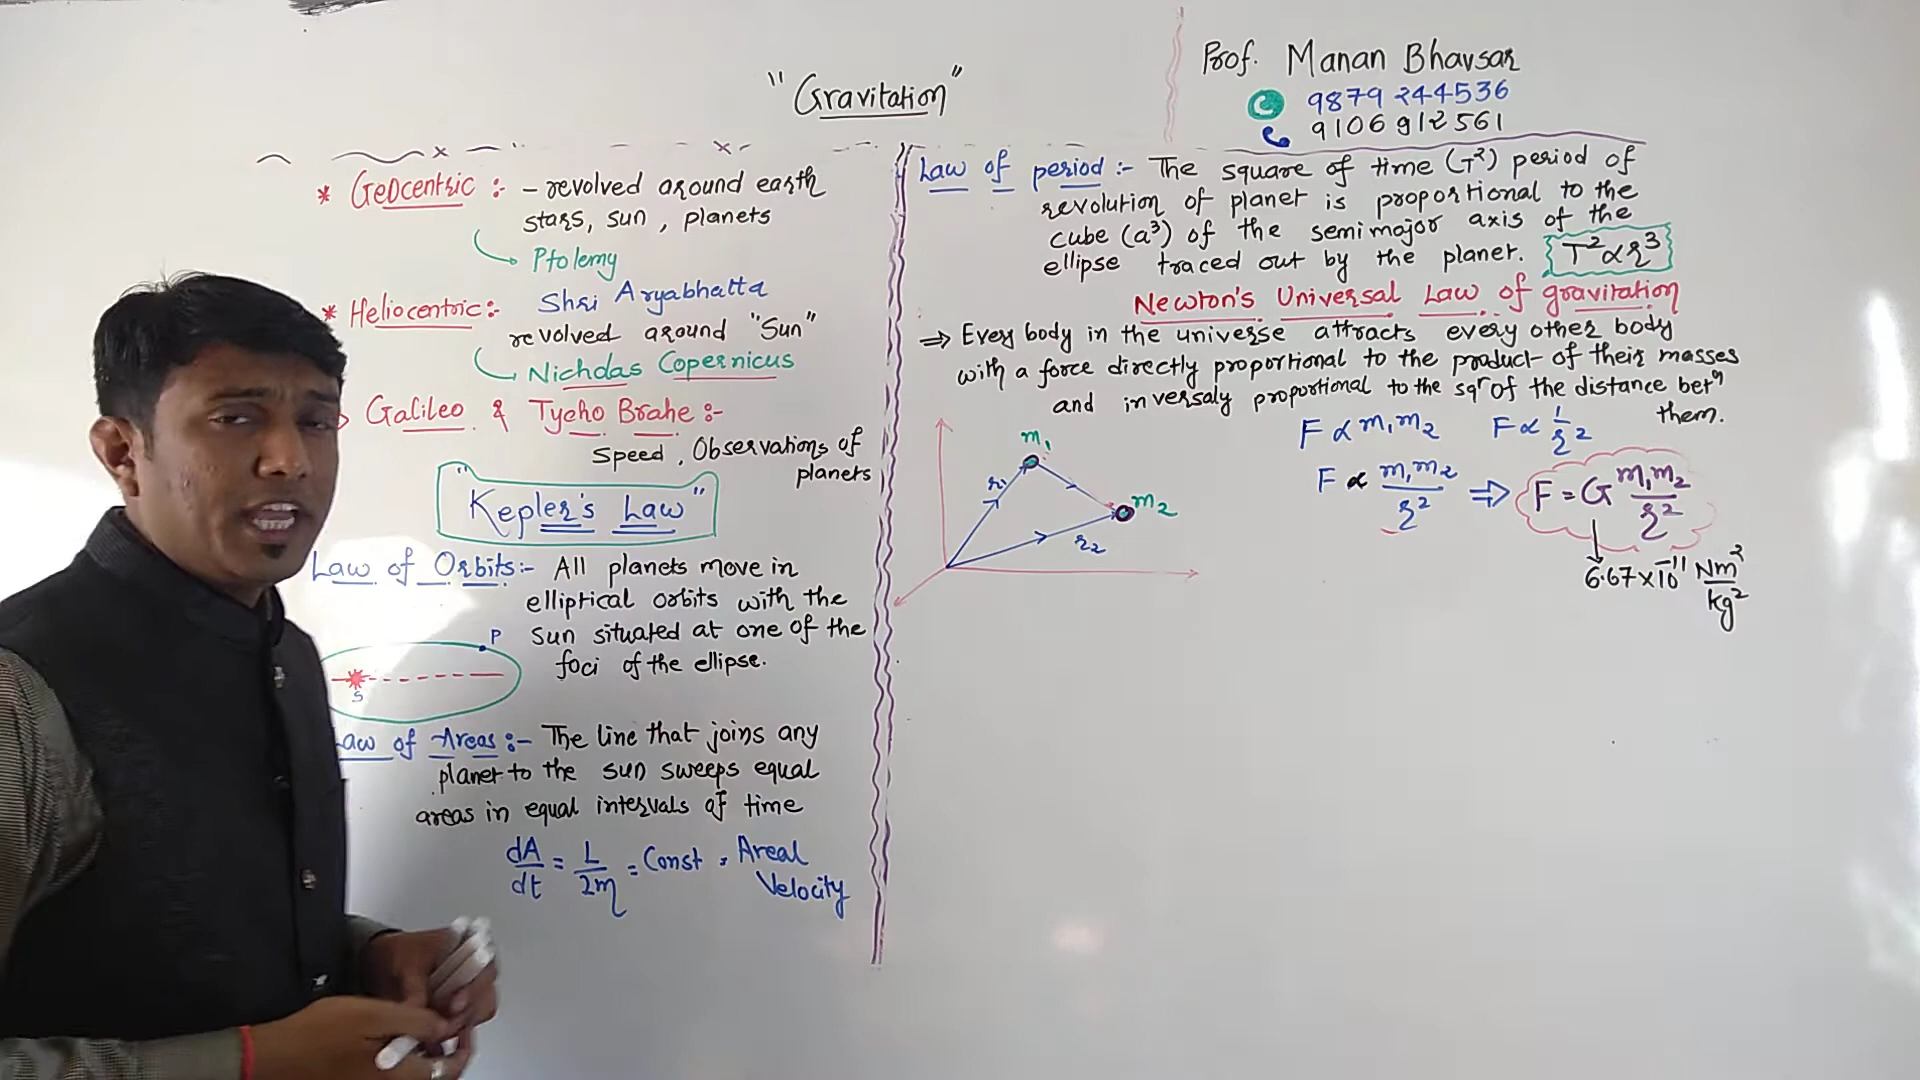 "Gravitation"
Prof. Manan Bhavsar
9879 244536
9106 912561
* Geocentric :- - revolved around earth
stars, sun, planets
Ptolemy
* Heliocentric:- Shri Aryabhatta
revolved around "Sun"
Nicholas Copernicus
Galileo & Tycho Brahe :-
Speed, Observations of
planets
"Kepler's Law"
Law of Orbits:- All planets move in
elliptical orbits with the
Sun situated at one of the
foci of the ellipse.
P
S
Law of Areas:- The line that joins any
planet to the sun sweeps equal
areas in equal intervals of time
dA/dt = L/2m = Const = Areal
Velocity
Law of period :- The square of time (T²) period of
revolution of planet is proportional to the
cube (a³) of the semimajor axis of the
ellipse traced out by the planet. T² ∝ r³
Newton's Universal Law of gravitation
⇒ Every body in the universe attracts every other body
with a force directly proportional to the product of their masses
and inversaly proportional to the sqr of the distance betn
them.
F ∝ m1m2 F ∝ 1/r²
F ∝ m1m2/r² ⇒ F = G m1m2/r²
6.67×10⁻¹¹ Nm²/kg²
m1
r1
m2
r2